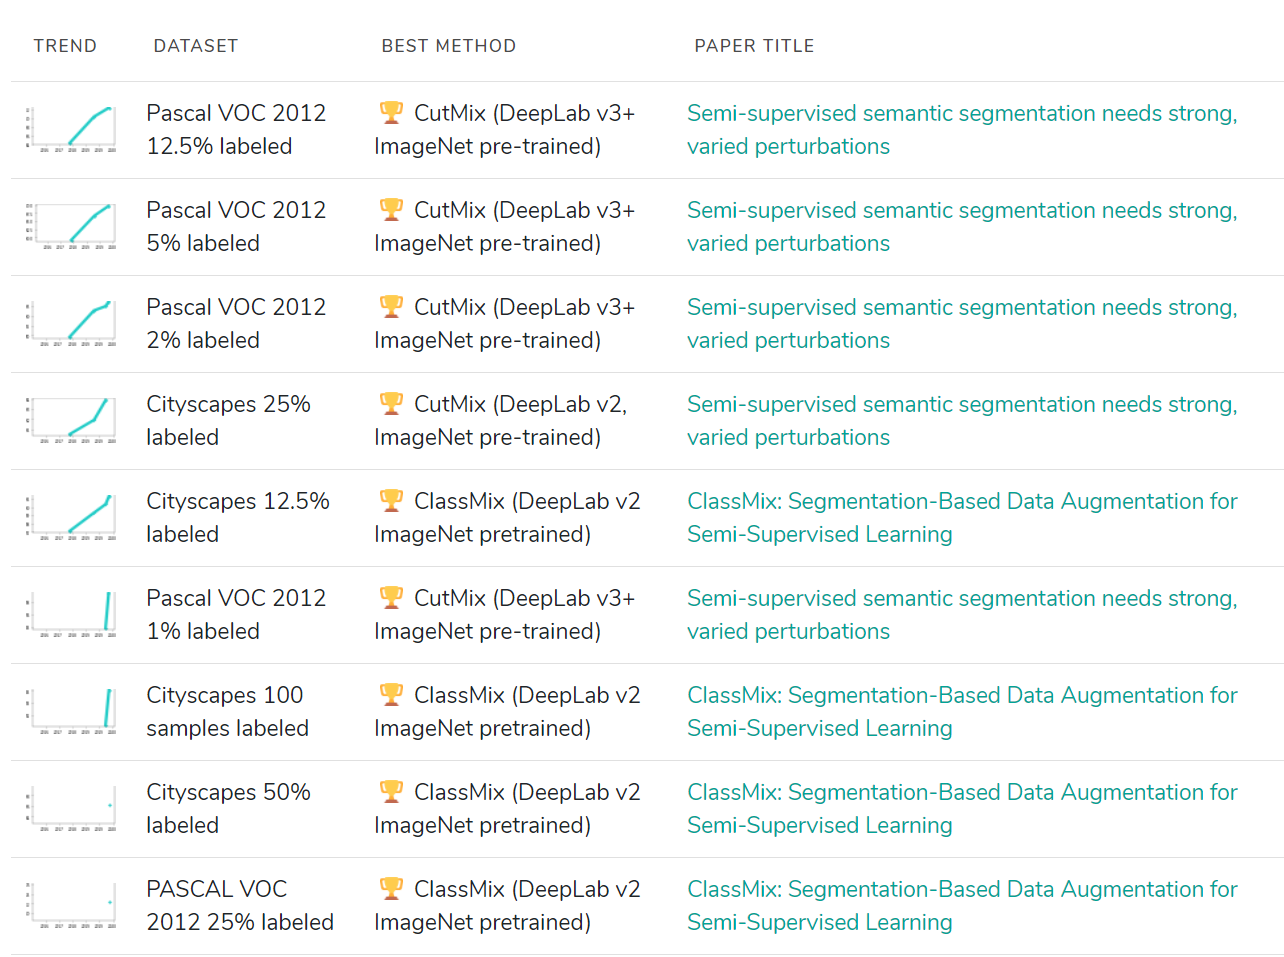 TREND DATASET BEST METHOD PAPER TITLE
Pascal VOC 2012 CutMix (DeepLab v3+ Semi-supervised semantic segmentation needs strong,
12.5% labeled ImageNet pre-trained) varied perturbations
Pascal VOC 2012 CutMix (DeepLab v3+ Semi-supervised semantic segmentation needs strong,
5% labeled ImageNet pre-trained) varied perturbations
Pascal VOC 2012 CutMix (DeepLab v3+ Semi-supervised semantic segmentation needs strong,
2% labeled ImageNet pre-trained) varied perturbations
Cityscapes 25% CutMix (DeepLab v2, Semi-supervised semantic segmentation needs strong,
labeled ImageNet pre-trained) varied perturbations
Cityscapes 12.5% ClassMix (DeepLab v2 ClassMix: Segmentation-Based Data Augmentation for
labeled ImageNet pretrained) Semi-Supervised Learning
Pascal VOC 2012 CutMix (DeepLab v3+ Semi-supervised semantic segmentation needs strong,
1% labeled ImageNet pre-trained) varied perturbations
Cityscapes 100 ClassMix (DeepLab v2 ClassMix: Segmentation-Based Data Augmentation for
samples labeled ImageNet pretrained) Semi-Supervised Learning
Cityscapes 50% ClassMix (DeepLab v2 ClassMix: Segmentation-Based Data Augmentation for
labeled ImageNet pretrained) Semi-Supervised Learning
PASCAL VOC ClassMix (DeepLab v2 ClassMix: Segmentation-Based Data Augmentation for
2012 25% labeled ImageNet pretrained) Semi-Supervised Learning